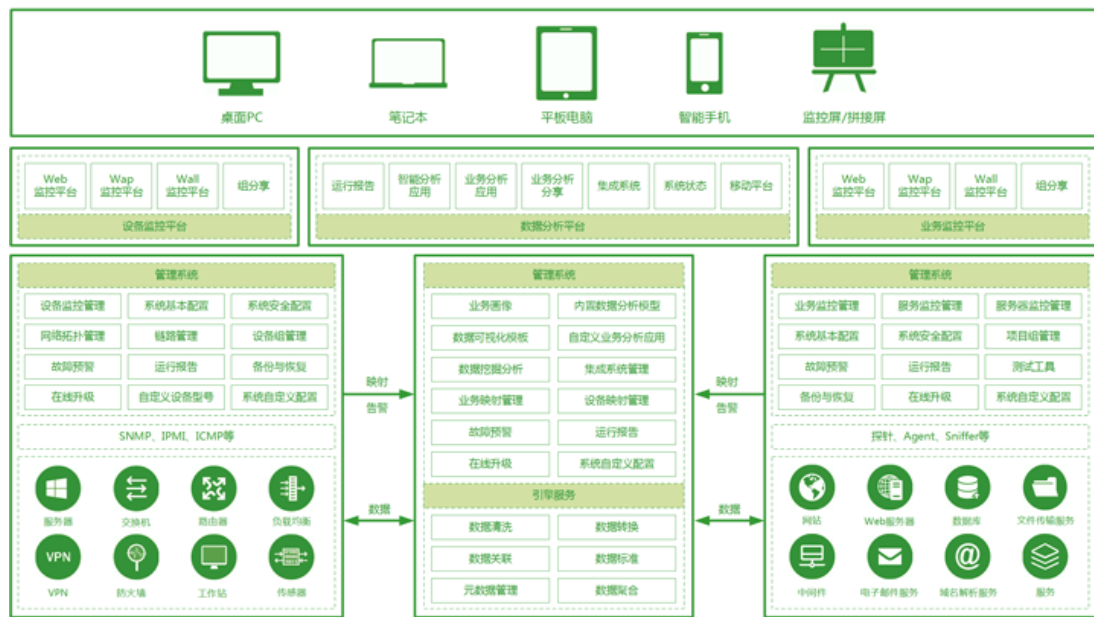 桌面PC
笔记本
平板电脑
智能手机
监控屏/拼接屏
Web
监控平台
Wap
监控平台
Wall
监控平台
组分享
设备监控平台
运行报告
智能分析
应用
业务分析
应用
业务分析
分享
集成系统
系统状态
移动平台
数据分析平台
Web
监控平台
Wap
监控平台
Wall
监控平台
组分享
业务监控平台
管理系统
设备监控管理
系统基本配置
系统安全配置
网络拓扑管理
链路管理
设备组管理
故障预警
运行报告
备份与恢复
在线升级
自定义设备型号
系统自定义配置
SNMP、IPMI、ICMP等
服务器
交换机
路由器
负载均衡
VPN
VPN
防火墙
工作站
传感器
映射
告警
数据
管理系统
业务画像
内置数据分析模型
数据可视化模板
自定义业务分析应用
数据挖掘分析
集成系统管理
业务映射管理
设备映射管理
故障预警
运行报告
在线升级
系统自定义配置
引擎服务
数据清洗
数据转换
数据关联
数据标准
元数据管理
数据聚合
映射
告警
数据
管理系统
业务监控管理
服务监控管理
服务器监控管理
系统基本配置
系统安全配置
项目组管理
故障预警
运行报告
测试工具
备份与恢复
在线升级
系统自定义配置
探针、Agent、Sniffer等
网站
Web服务器
数据库
文件传输服务
中间件
电子邮件服务
域名解析服务
服务